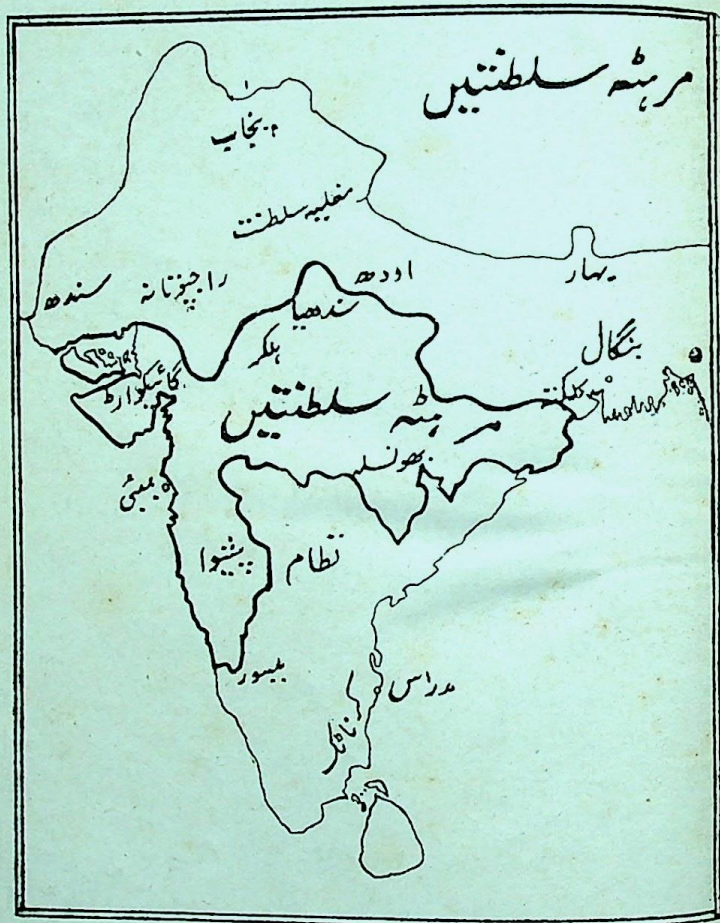 مرہٹہ سلطنتیں
پنجاب
مغلیہ سلطنت
سندھ
راجپوتانہ
اودھ
بہار
سندھیا
ہلکر
بنگال
گائیکوارڈ
کلکتہ
مرہٹہ سلطنتیں
بھونسلہ
بمبئی
پیشوا
نظام
میسور
مدراس
کرناٹک